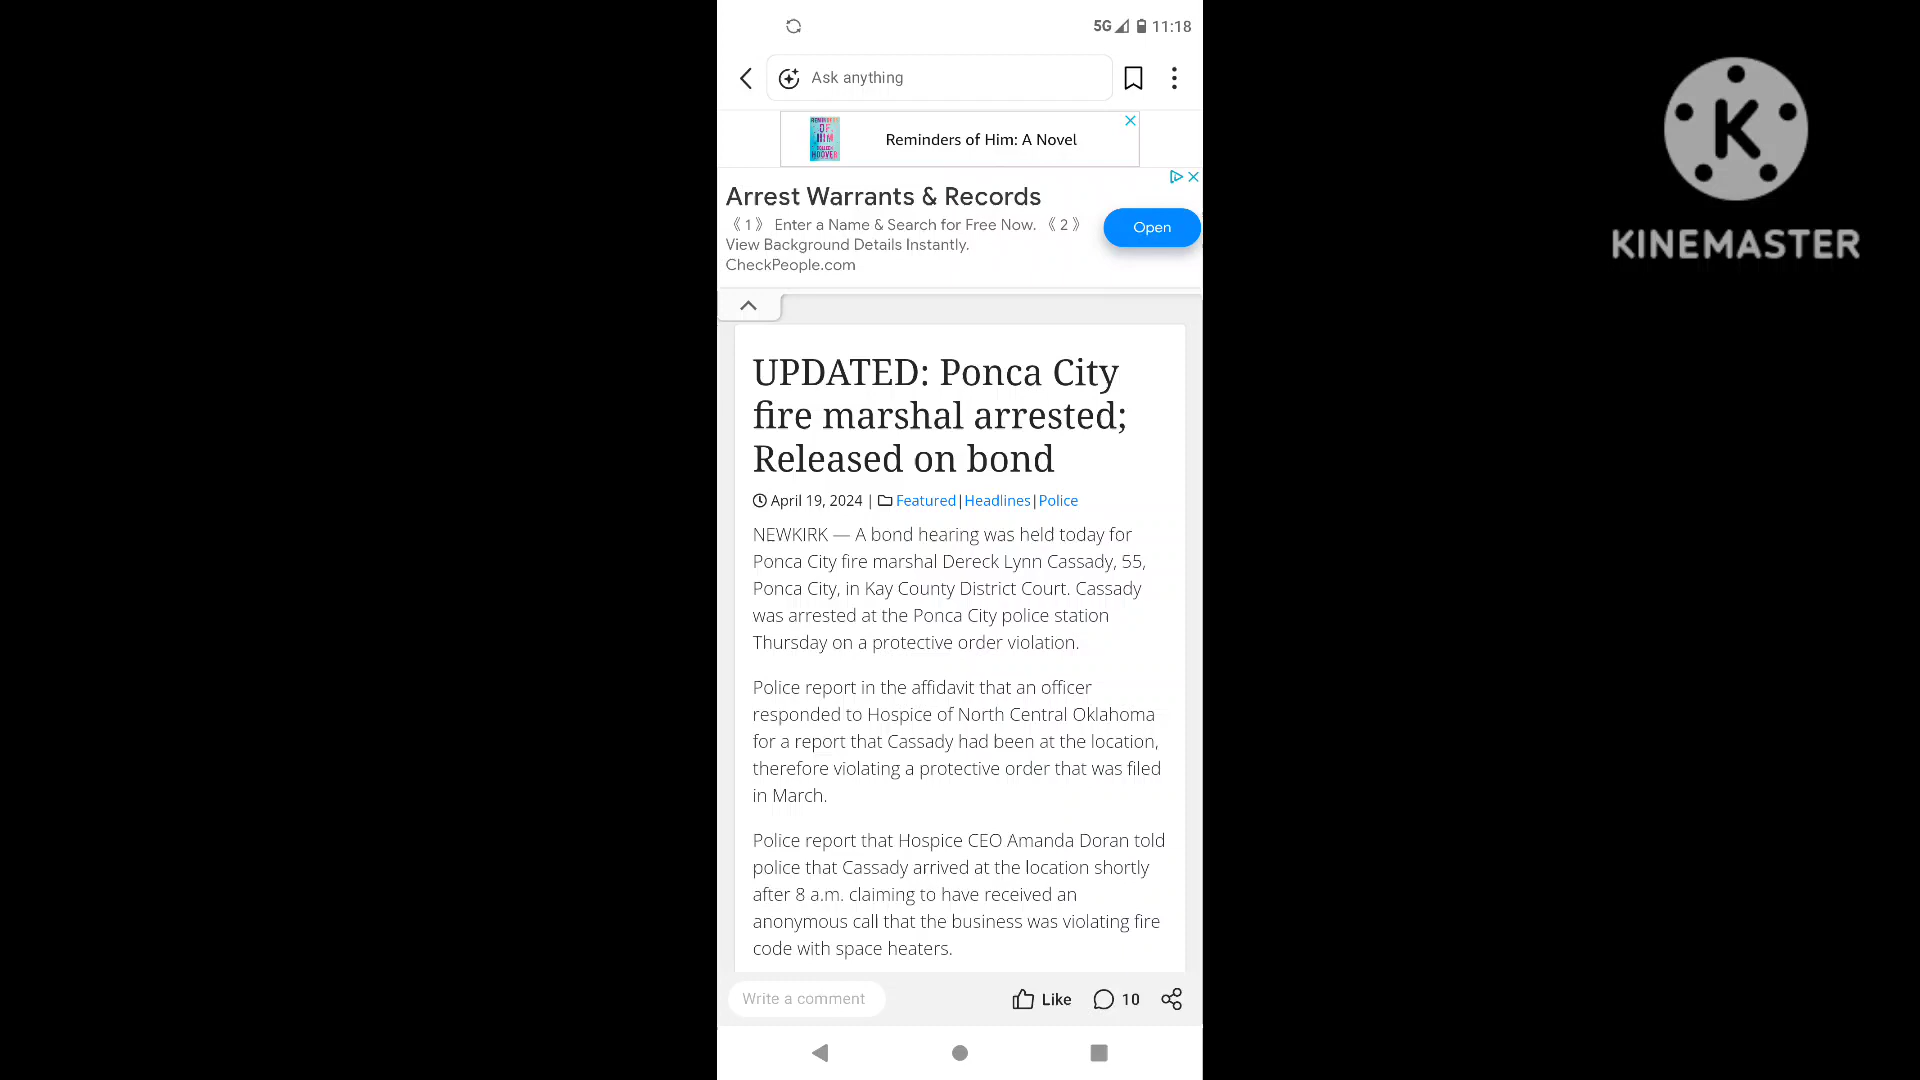 5G 11:18
Ask anything
REMINDERS
OF
HIM
COLLEEN
HOOVER
Reminders of Him: A Novel
Arrest Warrants & Records
《1》 Enter a Name & Search for Free Now. 《2》
View Background Details Instantly.
CheckPeople.com
Open
UPDATED: Ponca City
fire marshal arrested;
Released on bond
April 19, 2024 | Featured|Headlines|Police
NEWKIRK — A bond hearing was held today for
Ponca City fire marshal Dereck Lynn Cassady, 55,
Ponca City, in Kay County District Court. Cassady
was arrested at the Ponca City police station
Thursday on a protective order violation.
Police report in the affidavit that an officer
responded to Hospice of North Central Oklahoma
for a report that Cassady had been at the location,
therefore violating a protective order that was filed
in March.
Police report that Hospice CEO Amanda Doran told
police that Cassady arrived at the location shortly
after 8 a.m. claiming to have received an
anonymous call that the business was violating fire
code with space heaters.
Write a comment
Like 10
K
KINEMASTER